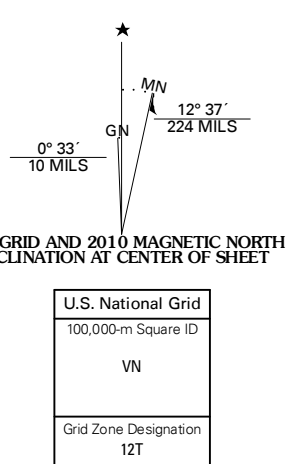 MN
GN
12° 37´
224 MILS
0° 33´
10 MILS
GRID AND 2010 MAGNETIC NORTH
CLINATION AT CENTER OF SHEET
U.S. National Grid
100,000-m Square ID
VN
Grid Zone Designation
12T